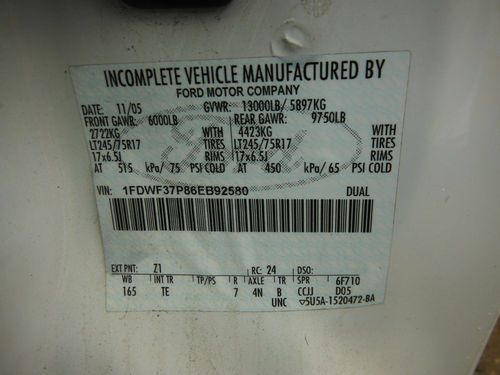 INCOMPLETE VEHICLE MANUFACTURED BY
FORD MOTOR COMPANY
DATE: 11/05 GVWR: 13000LB/ 5897KG
FRONT GAWR: 6000LB REAR GAWR: 9750LB
2722KG WITH 4423KG WITH
LT245/75R17 TIRES LT245/75R17 TIRES
17x6.5J RIMS 17x6.5J RIMS
AT 515 kPa/ 75 PSI COLD AT 450 kPa/ 65 PSI COLD
VIN: 1FDWF37P86EB92580 DUAL
EXT PNT: Z1 RC: 24 DSO:
WB INT TR TP/PS R AXLE TR SPR 6F710
165 TE 7 4N B CCJJ D05
UNC ▽5U5A-1520472-BA